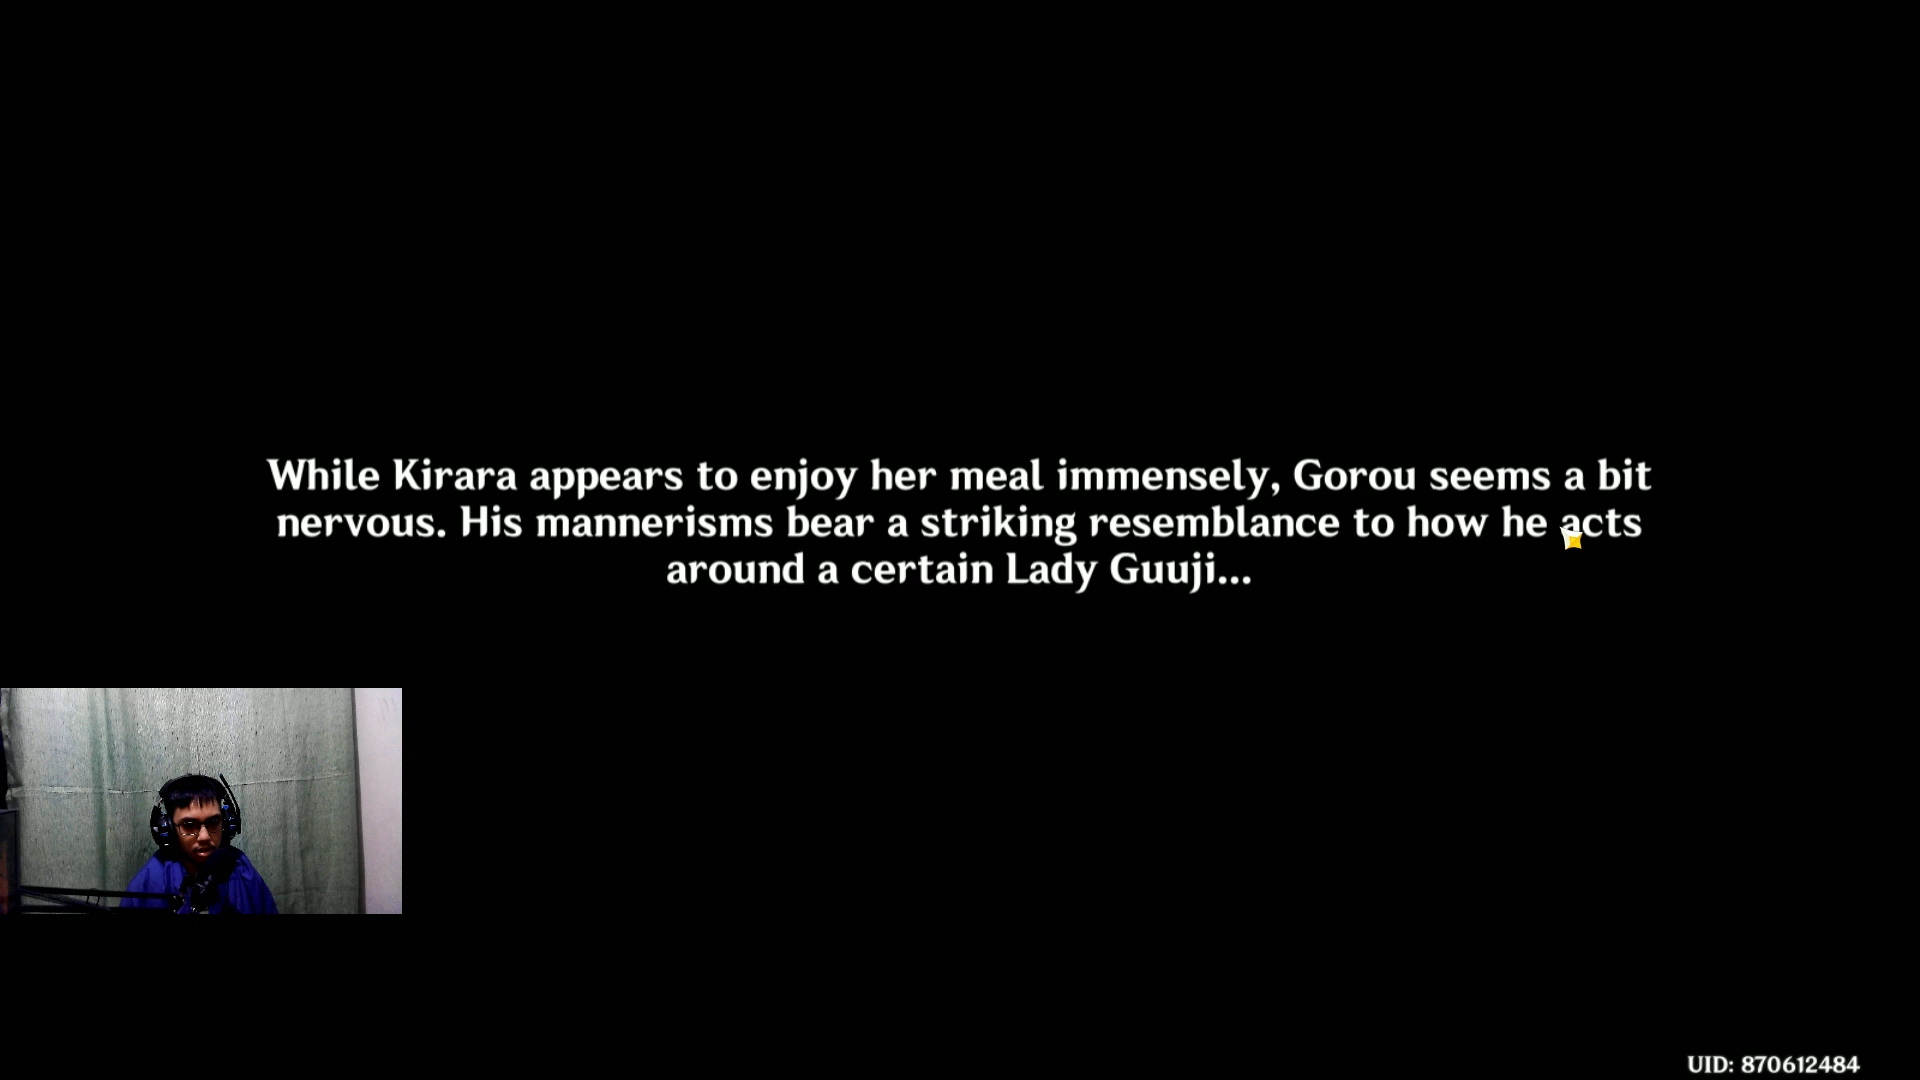 While Kirara appears to enjoy her meal immensely, Gorou seems a bit
nervous. His mannerisms bear a striking resemblance to how he acts
around a certain Lady Guuji...
UID: 870612484